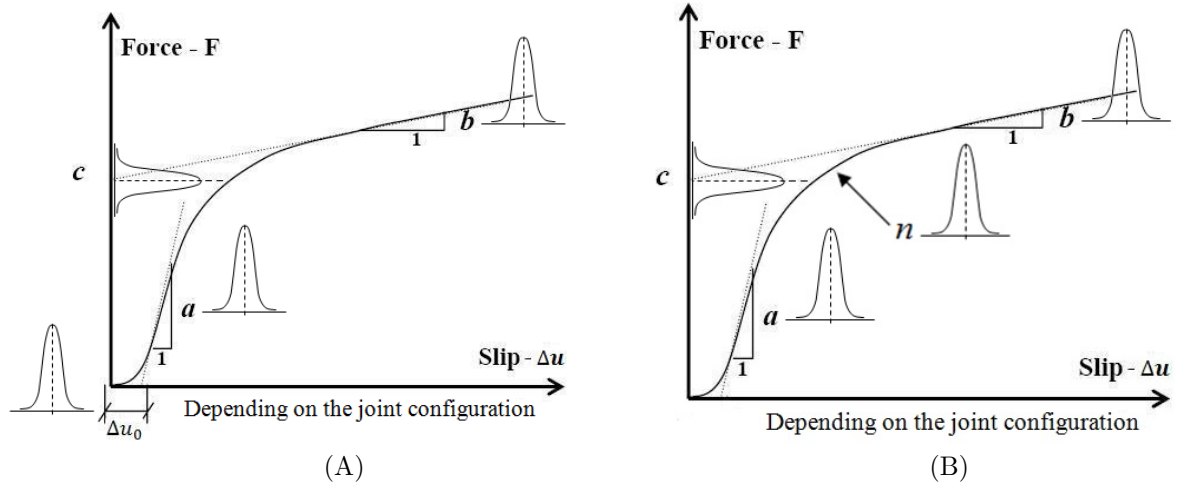 Force - F
b
1
c
a
1
Slip - Δu
Δu₀
Depending on the joint configuration
(A)
Force - F
b
1
c
n
a
1
Slip - Δu
Depending on the joint configuration
(B)